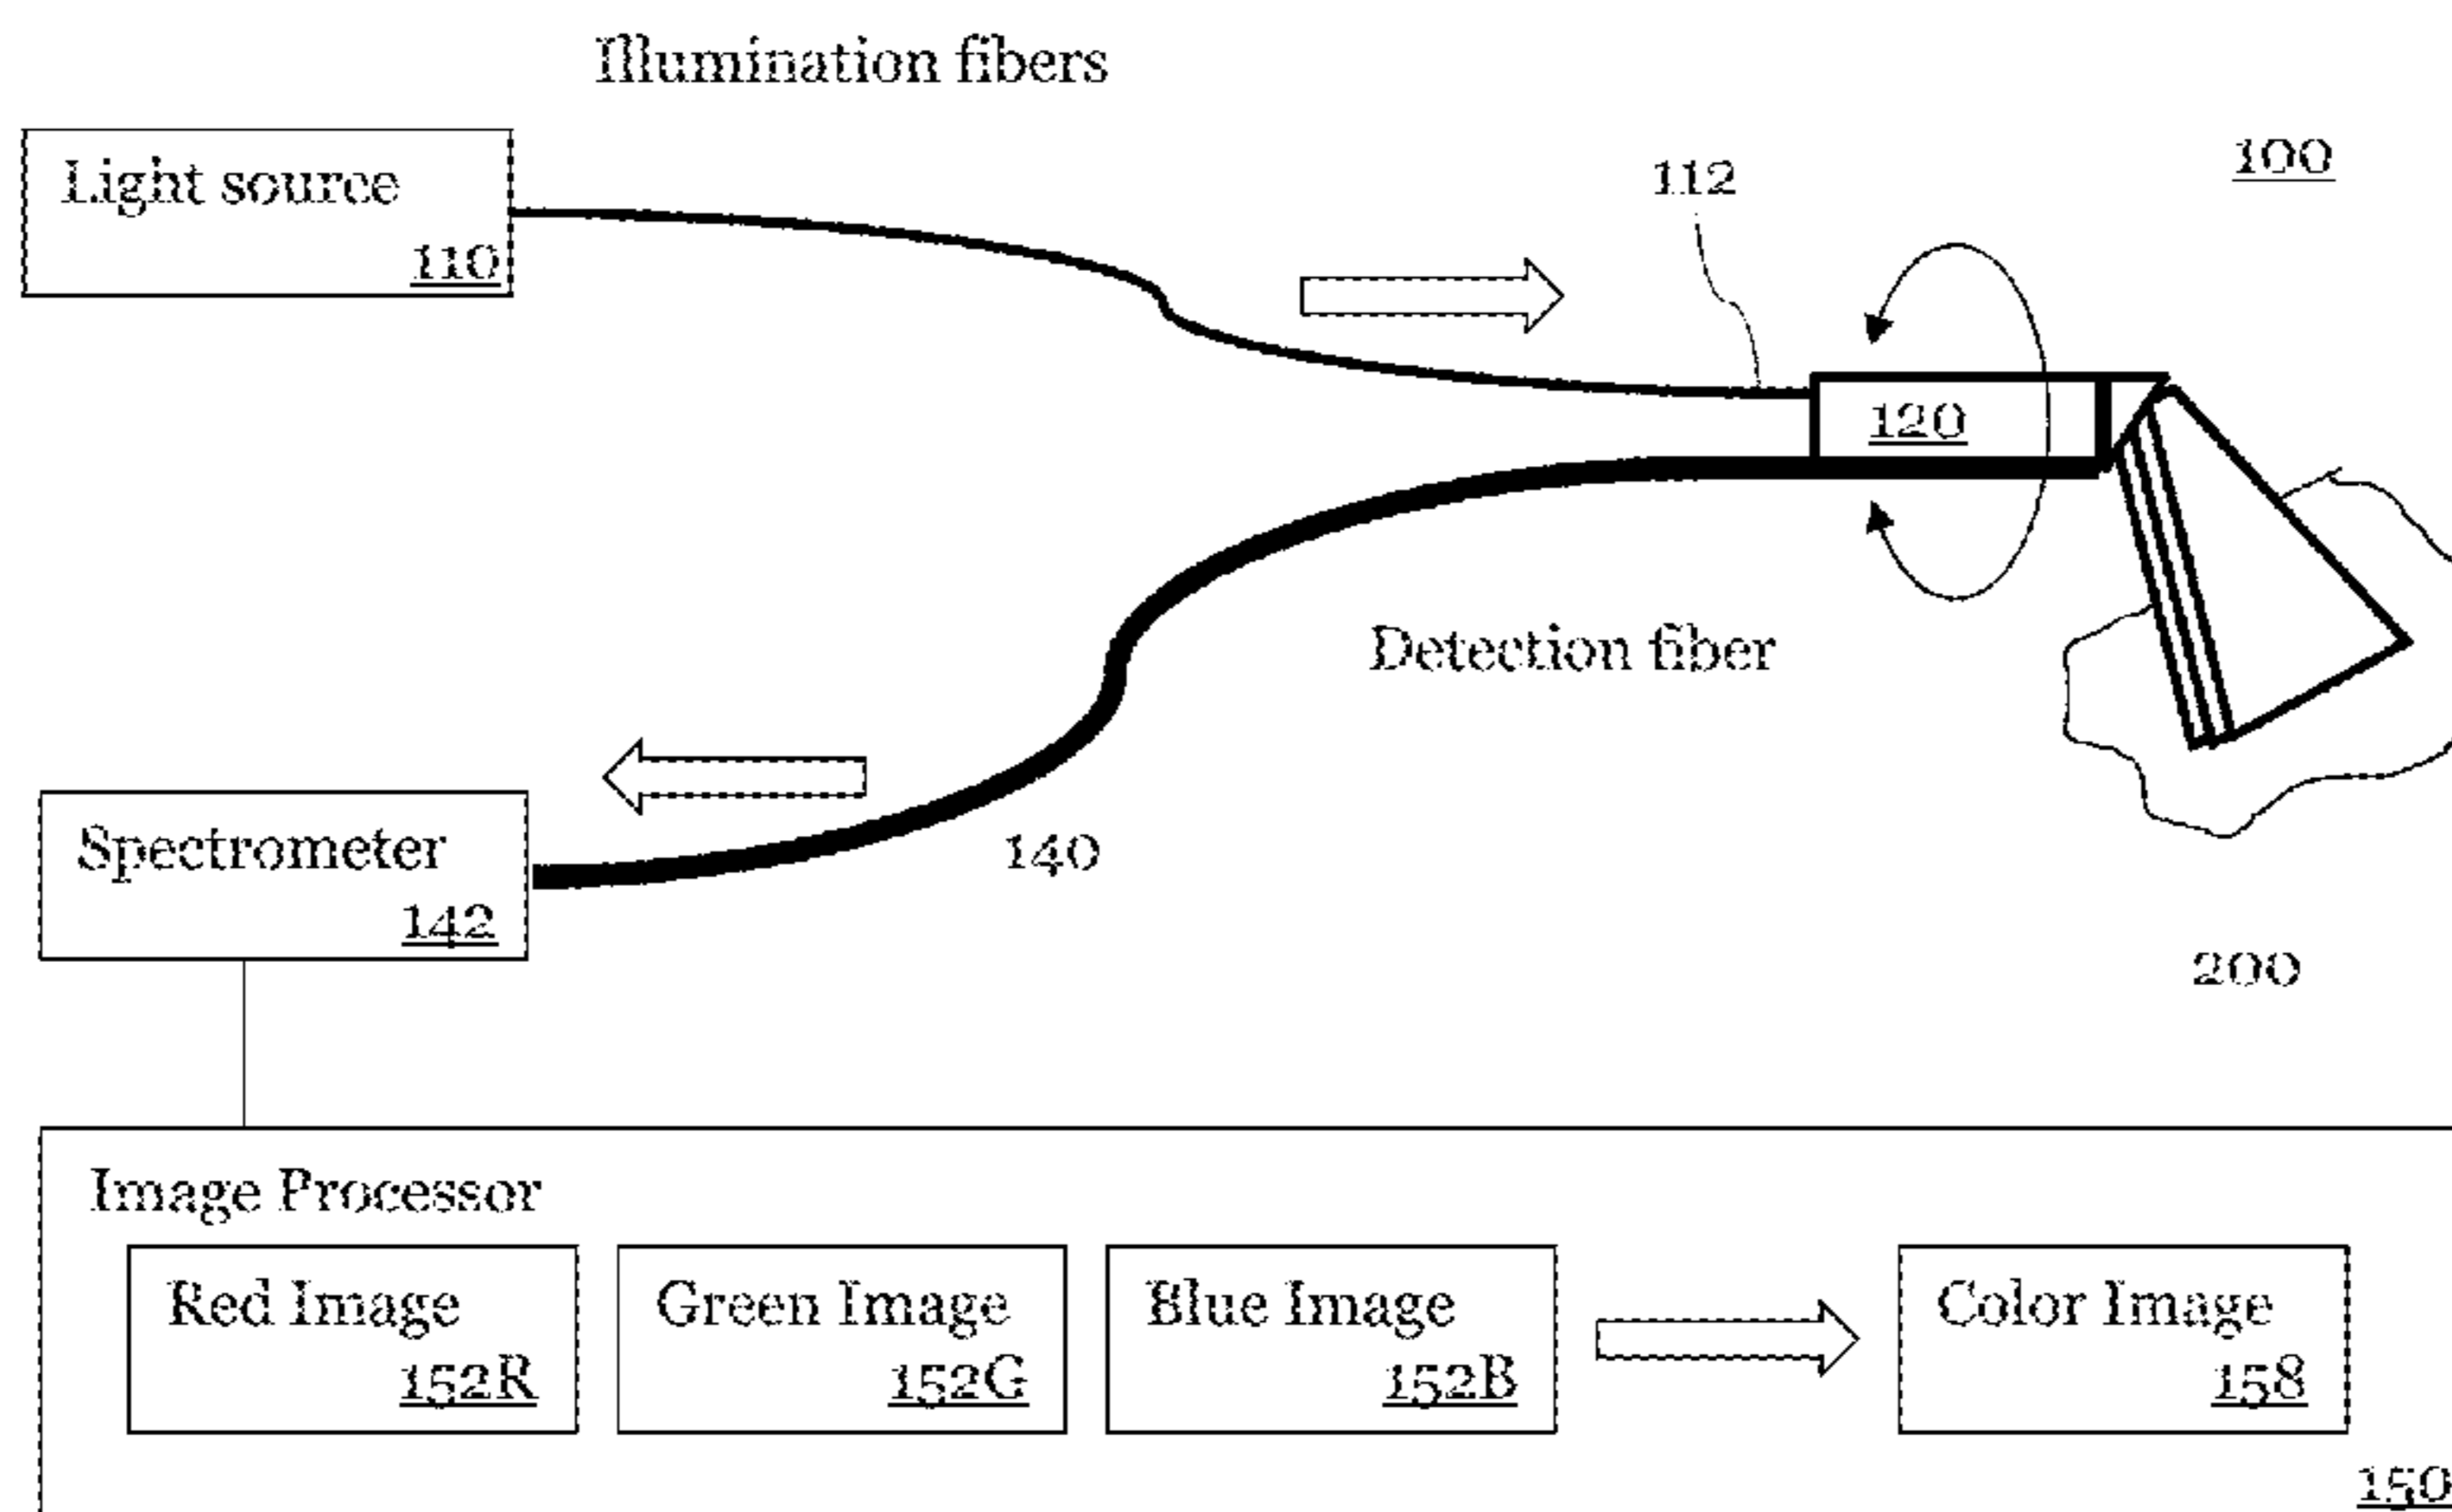 Illumination fibers
Light source
110
112
100
120
Detection fiber
Spectrometer
142
140
200
Image Processor
Red Image
152R
Green Image
152G
Blue Image
152B
Color Image
158
150